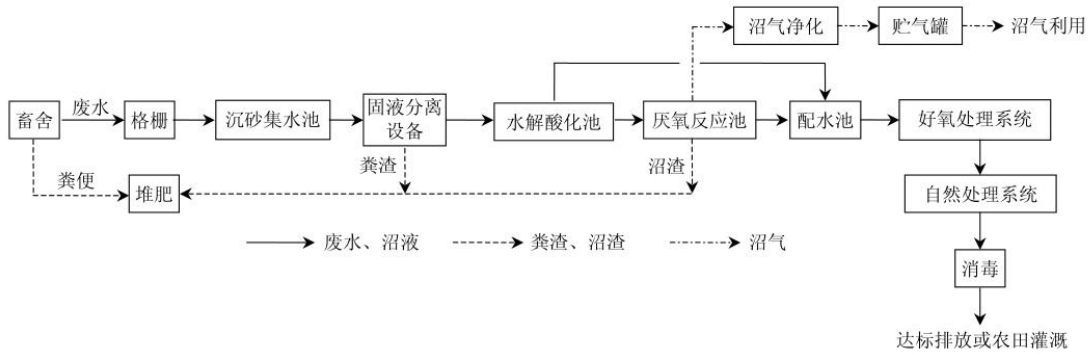 沼气净化
贮气罐
沼气利用
畜舍
废水
格栅
沉砂集水池
固液分离
设备
水解酸化池
厌氧反应池
配水池
好氧处理系统
粪渣
沼渣
粪便
堆肥
自然处理系统
废水、沼液
粪渣、沼渣
沼气
消毒
达标排放或农田灌溉